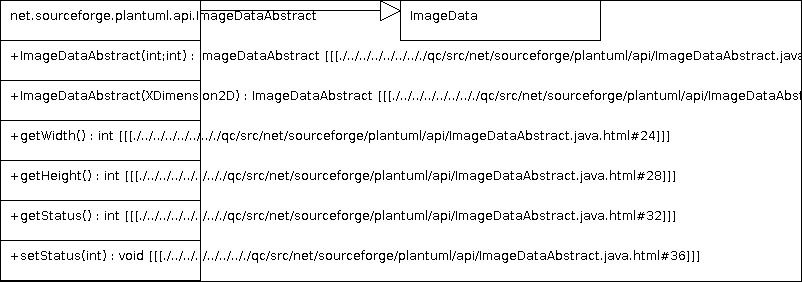 net.sourceforge.plantuml.api.ImageDataAbstract
ImageData
+ImageDataAbstract(int;int) : ImageDataAbstract [[[./../../../../../../../qc/src/net/sourceforge/plantuml/api/ImageDataAbstract.java
+ImageDataAbstract(XDimension2D) : ImageDataAbstract [[[./../../../../../../../qc/src/net/sourceforge/plantuml/api/ImageDataAbst
+getWidth() : int [[[./../../../../../../../qc/src/net/sourceforge/plantuml/api/ImageDataAbstract.java.html#24]]]
+getHeight() : int [[[./../../../../../../../qc/src/net/sourceforge/plantuml/api/ImageDataAbstract.java.html#28]]]
+getStatus() : int [[[./../../../../../../../qc/src/net/sourceforge/plantuml/api/ImageDataAbstract.java.html#32]]]
+setStatus(int) : void [[[./../../../../../../../qc/src/net/sourceforge/plantuml/api/ImageDataAbstract.java.html#36]]]